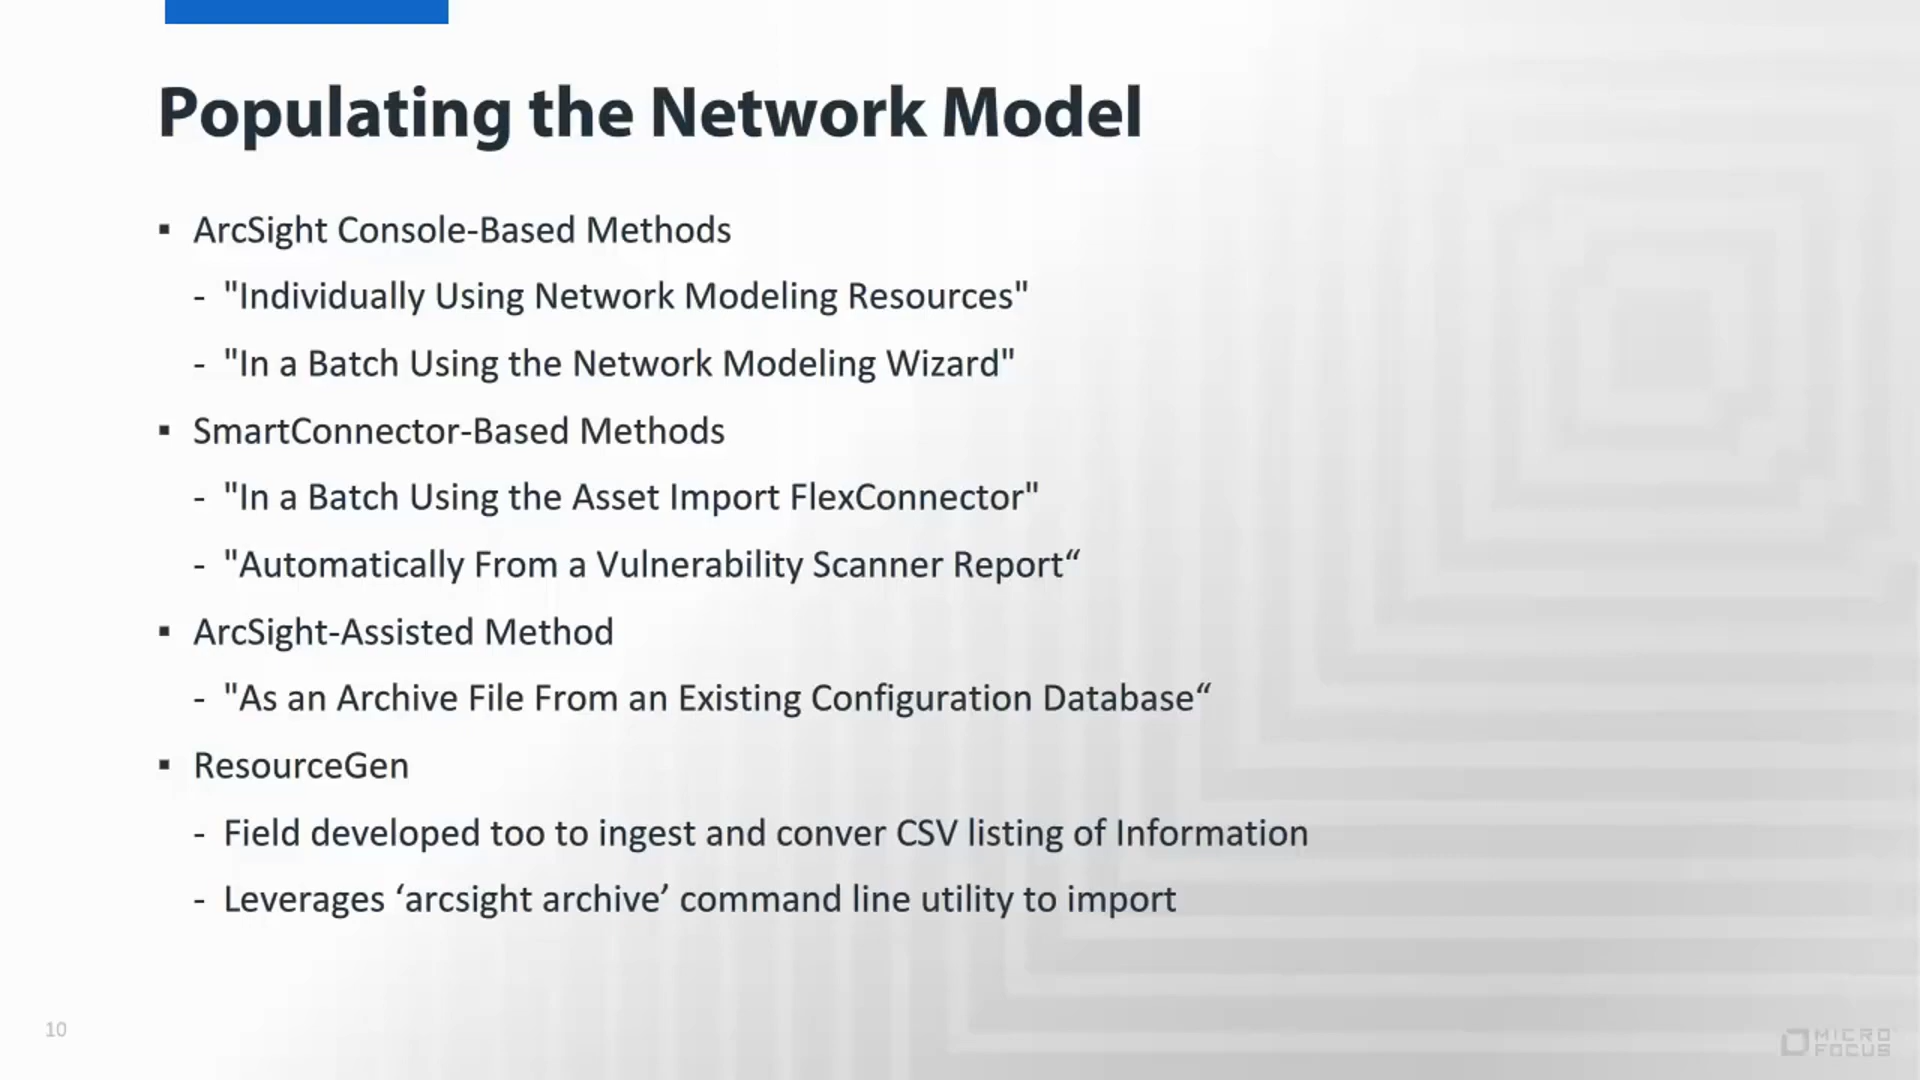 Populating the Network Model
▪ ArcSight Console-Based Methods
- "Individually Using Network Modeling Resources"
- "In a Batch Using the Network Modeling Wizard"
▪ SmartConnector-Based Methods
- "In a Batch Using the Asset Import FlexConnector"
- "Automatically From a Vulnerability Scanner Report“
▪ ArcSight-Assisted Method
- "As an Archive File From an Existing Configuration Database“
▪ ResourceGen
- Field developed too to ingest and conver CSV listing of Information
- Leverages ‘arcsight archive’ command line utility to import
10
MICRO
FOCUS